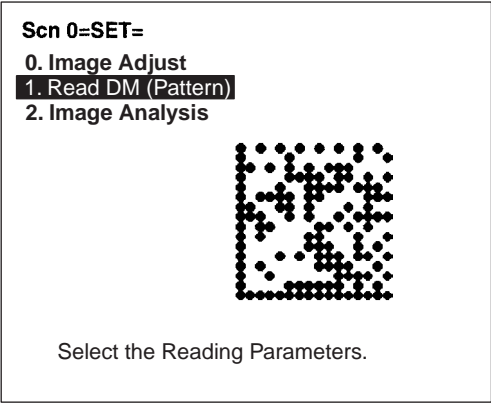 Scn 0=SET=
0. Image Adjust
1. Read DM (Pattern)
2. Image Analysis
Select the Reading Parameters.